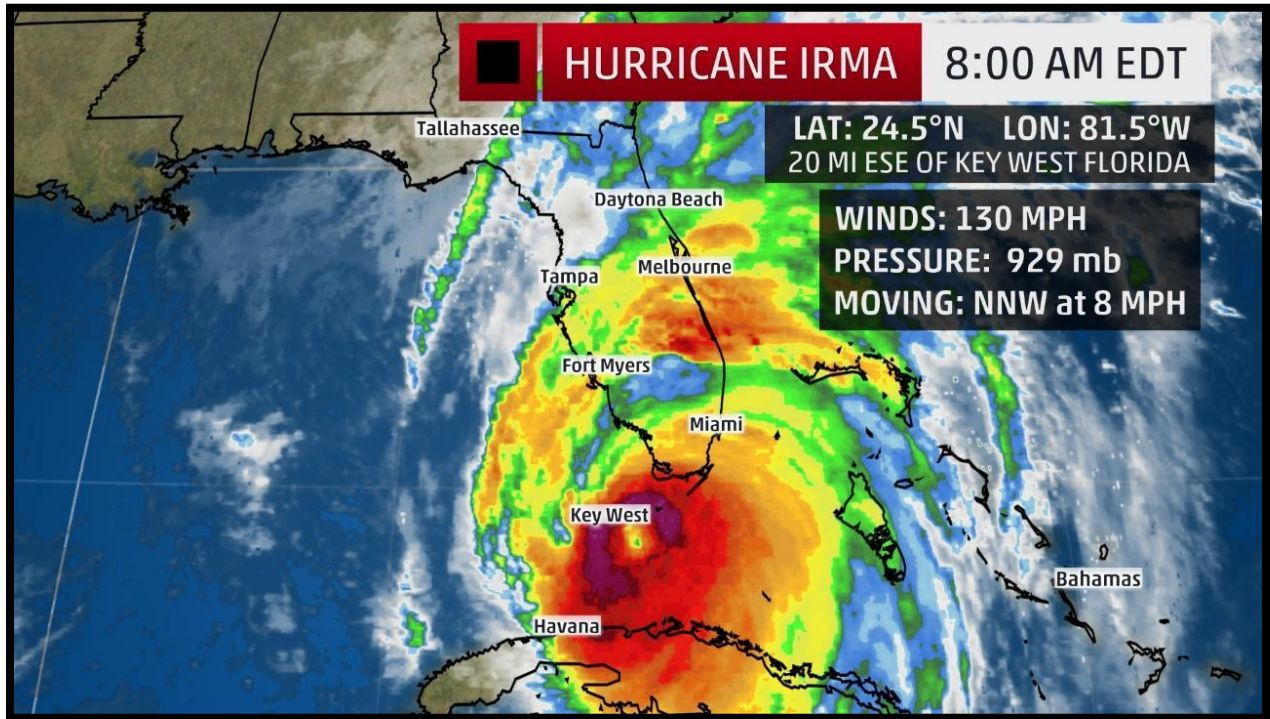 HURRICANE IRMA
8:00 AM EDT
LAT: 24.5°N LON: 81.5°W
20 MI ESE OF KEY WEST FLORIDA
WINDS: 130 MPH
PRESSURE: 929 mb
MOVING: NNW at 8 MPH
Tallahassee
Daytona Beach
Melbourne
Tampa
Fort Myers
Miami
Key West
Bahamas
Havana